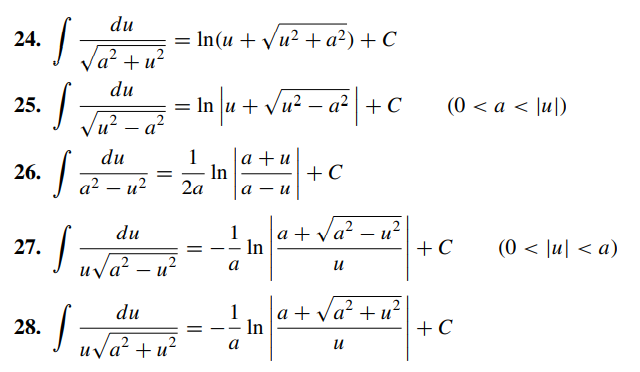 24. ∫ du / √(a² + u²) = ln(u + √(u² + a²)) + C
25. ∫ du / √(u² − a²) = ln |u + √(u² − a²)| + C (0 < a < |u|)
26. ∫ du / (a² − u²) = 1/(2a) ln |(a + u)/(a − u)| + C
27. ∫ du / (u√(a² − u²)) = −(1/a) ln |(a + √(a² − u²))/u| + C (0 < |u| < a)
28. ∫ du / (u√(a² + u²)) = −(1/a) ln |(a + √(a² + u²))/u| + C